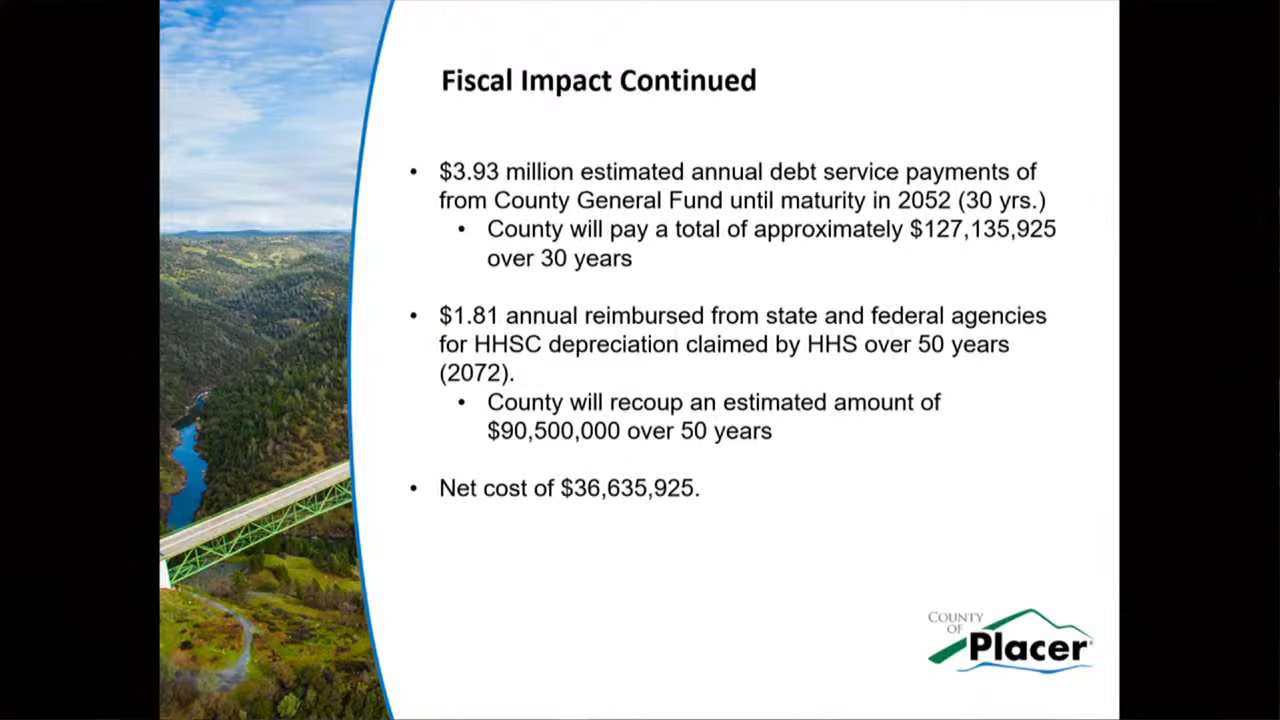 Fiscal Impact Continued
• $3.93 million estimated annual debt service payments of
from County General Fund until maturity in 2052 (30 yrs.)
• County will pay a total of approximately $127,135,925
over 30 years
• $1.81 annual reimbursed from state and federal agencies
for HHSC depreciation claimed by HHS over 50 years
(2072).
• County will recoup an estimated amount of
$90,500,000 over 50 years
• Net cost of $36,635,925.
COUNTY
OF
Placer